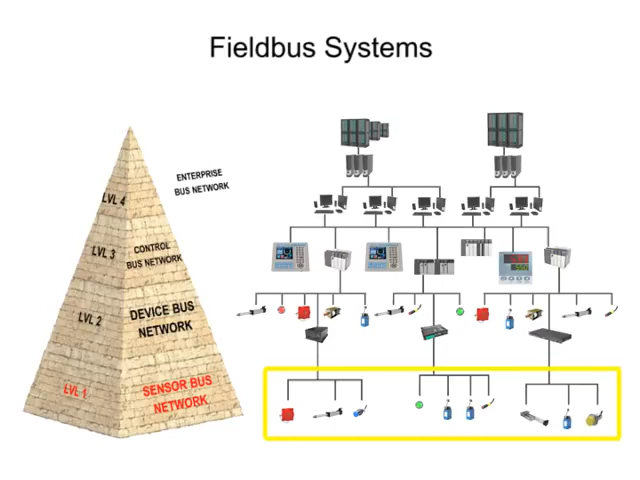 Fieldbus Systems
ENTERPRISE
BUS NETWORK
LVL 4
LVL 3
CONTROL
BUS NETWORK
LVL 2
DEVICE BUS
NETWORK
LVL 1
SENSOR BUS
NETWORK